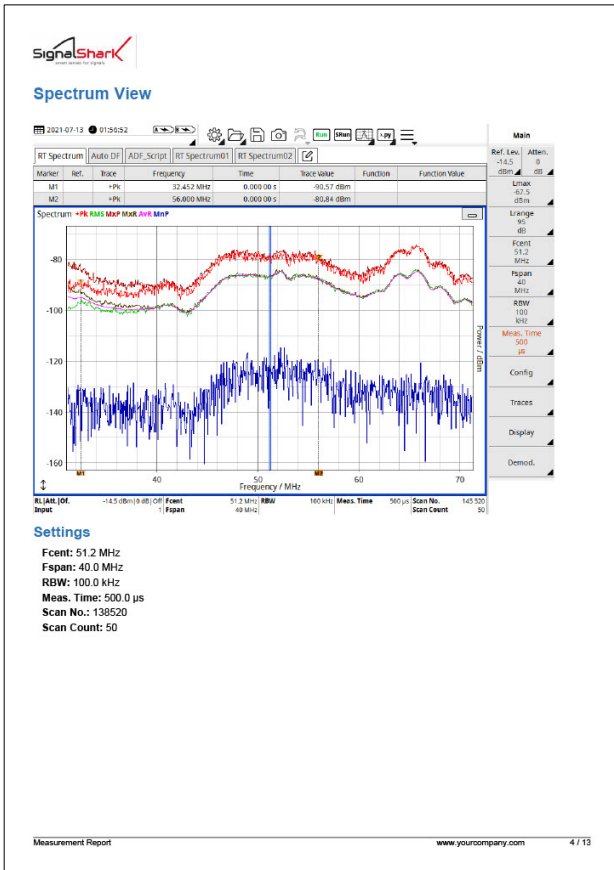 SignalShark
seven senses for signals
Spectrum View
2021-07-13 01:56:52 Run SRun >.py
RT Spectrum Auto DF ADF_Script RT Spectrum01 RT Spectrum02
Marker Ref. Trace Frequency Time Trace Value Function Function Value
M1 +Pk 32.452 MHz 0.000 00 s -90.57 dBm
M2 +Pk 56.000 MHz 0.000 00 s -80.84 dBm
Spectrum +Pk RMS MxP MxR AvR MnP
-80
-100
-120
-140
-160
Power / dBm
M1 M2
40 50 60 70
Frequency / MHz
RL|Att.|Of. -14.5 dBm|0 dB| Off Fcent 51.2 MHz RBW 100 kHz Meas. Time 500 µs Scan No. 145 520
Input 1 Fspan 40 MHz Scan Count 50
Main
Ref. Lev. Atten.
-14.5 0
dBm dB
Lmax
-67.5
dBm
Lrange
95
dB
Fcent
51.2
MHz
Fspan
40
MHz
RBW
100
kHz
Meas. Time
500
µs
Config
Traces
Display
Demod.
Settings
Fcent: 51.2 MHz
Fspan: 40.0 MHz
RBW: 100.0 kHz
Meas. Time: 500.0 µs
Scan No.: 138520
Scan Count: 50
Measurement Report www.yourcompany.com 4 / 13